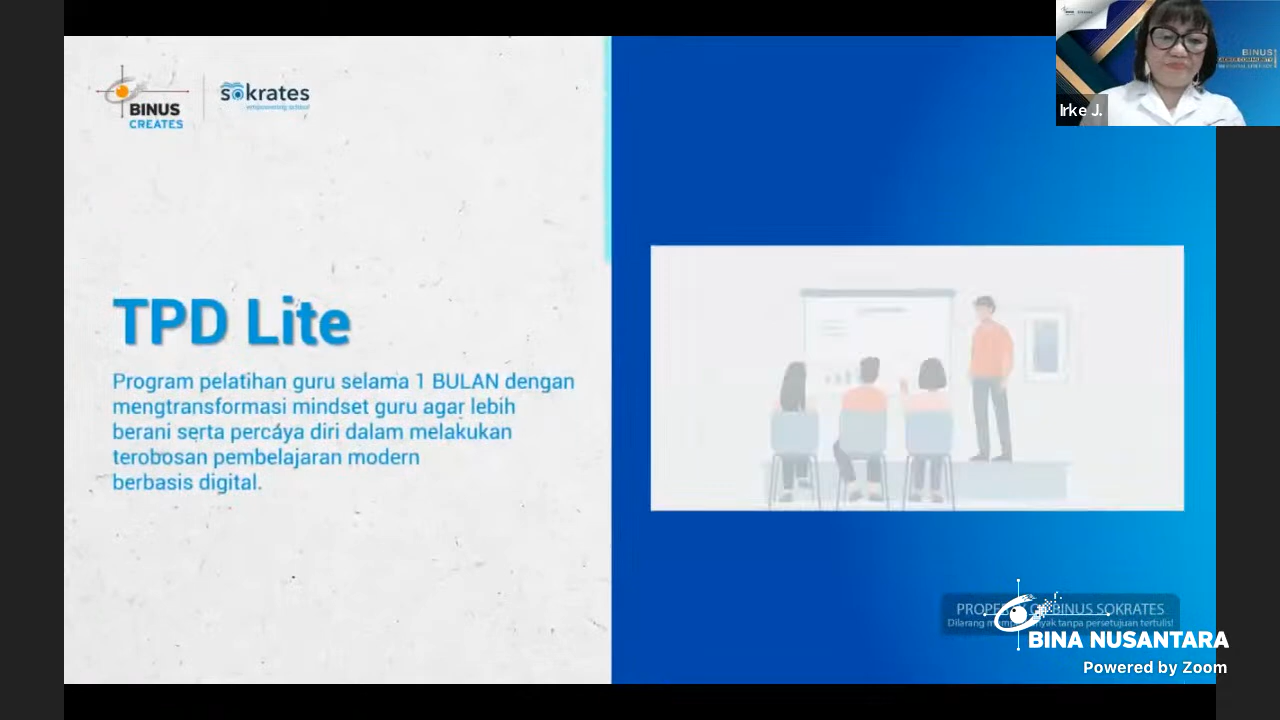 BINUS
CREATES
sokrates
empowering school
TPD Lite
Program pelatihan guru selama 1 BULAN dengan
mengtransformasi mindset guru agar lebih
berani serta percaya diri dalam melakukan
terobosan pembelajaran modern
berbasis digital.
Irke J.
BINUS
PROPERTY OF BINUS SOKRATES
Dilarang memperbanyak tanpa persetujuan tertulis!
BINA NUSANTARA
Powered by Zoom